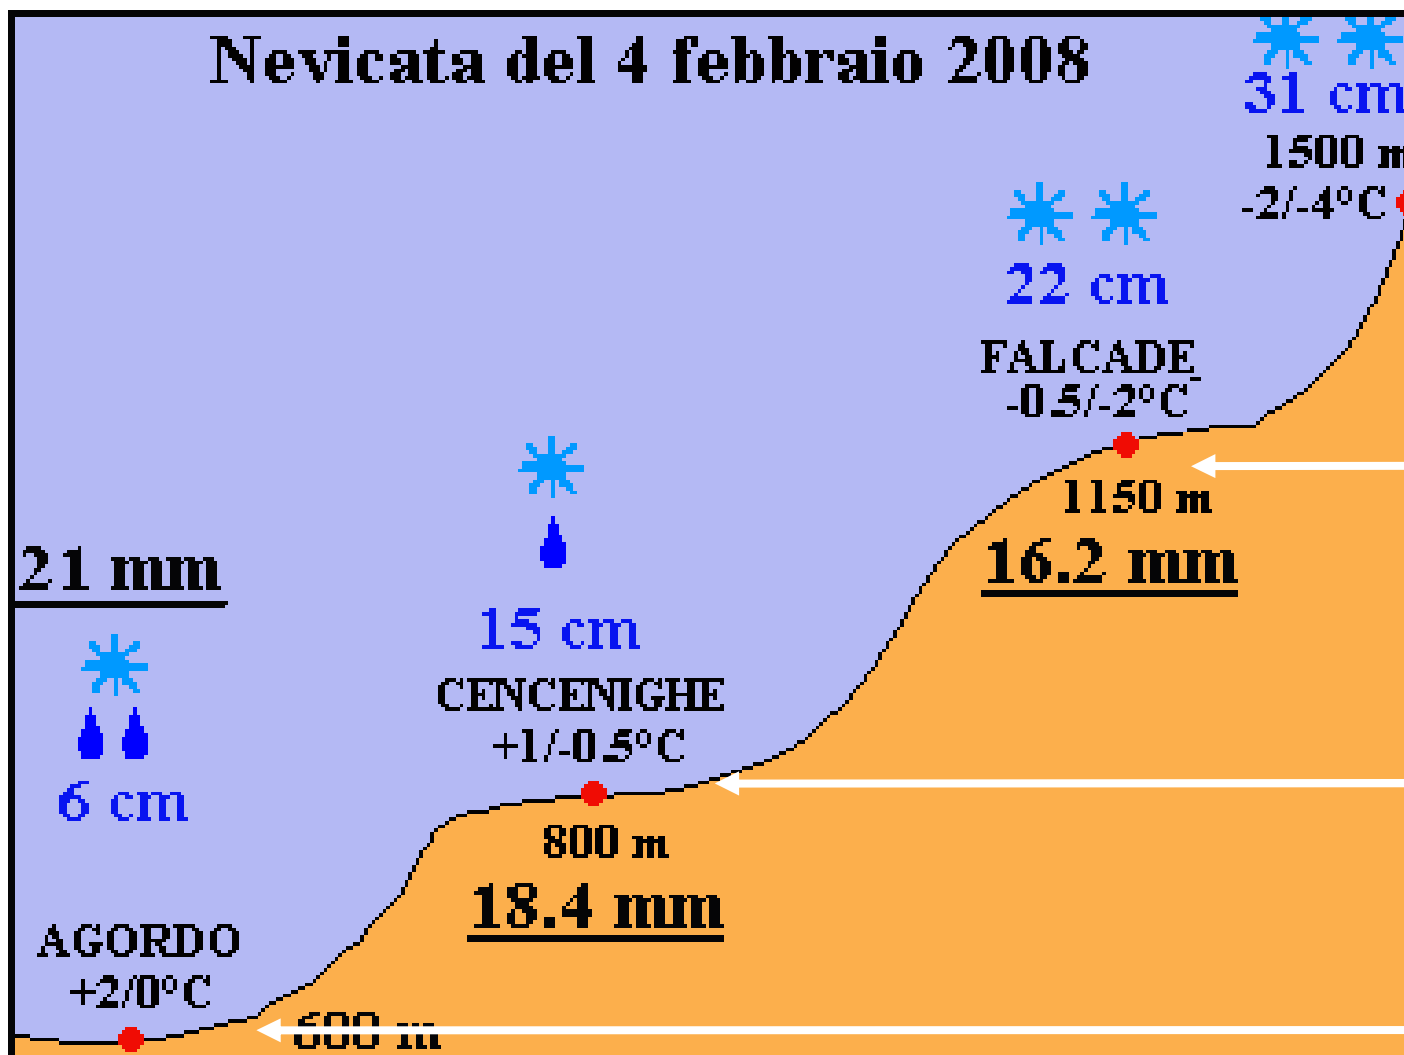 Nevicata del 4 febbraio 2008
31 cm
1500 m
-2/-4°C
22 cm
FALCADE
-0.5/-2°C
1150 m
16.2 mm
21 mm
15 cm
CENCENIGHE
+1/-0.5°C
800 m
18.4 mm
6 cm
AGORDO
+2/0°C
600 m